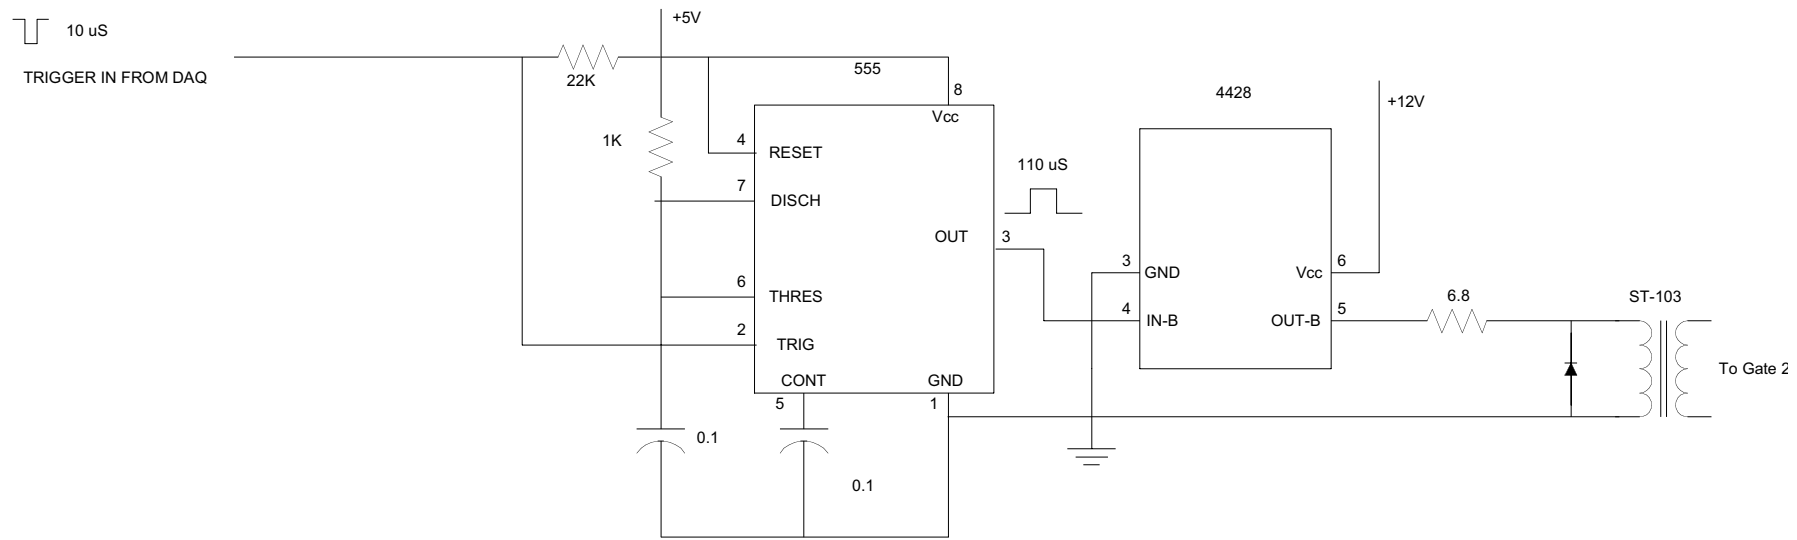 10 uS
+5V
TRIGGER IN FROM DAQ
22K
555
8
Vcc
4428
+12V
1K
4
RESET
110 uS
7
DISCH
OUT
3
3
GND
Vcc
6
6
THRES
4
IN-B
OUT-B
5
6.8
ST-103
2
TRIG
To Gate 2
CONT
GND
5
1
0.1
0.1